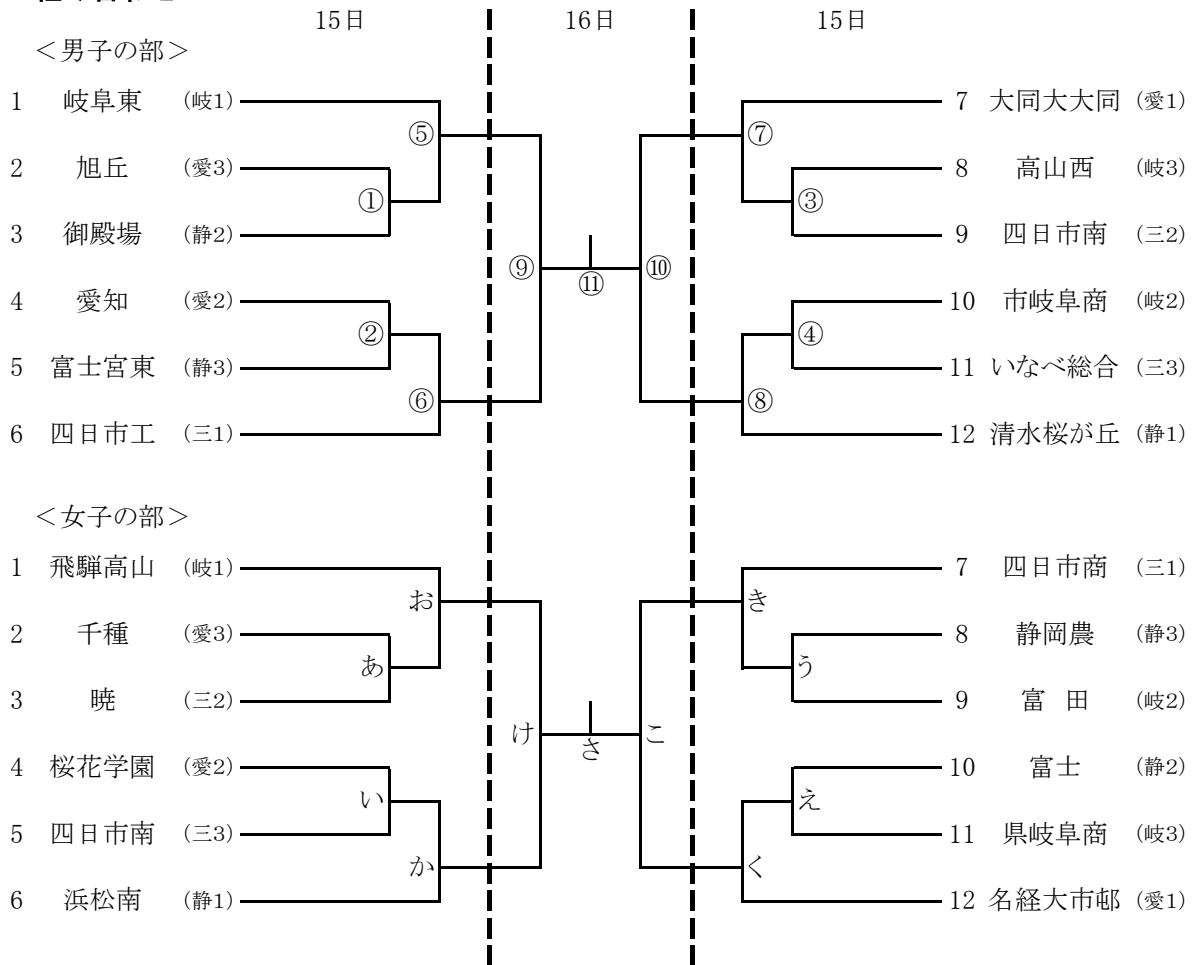 15日 16日 15日
＜男子の部＞
1 岐阜東 (岐1) 7 大同大大同 (愛1)
⑤ ⑦
2 旭丘 (愛3) 8 高山西 (岐3)
① ③
3 御殿場 (静2) 9 四日市南 (三2)
⑨ ⑪ ⑩
4 愛知 (愛2) 10 市岐阜商 (岐2)
② ④
5 富士宮東 (静3) 11 いなべ総合 (三3)
⑥ ⑧
6 四日市工 (三1) 12 清水桜が丘 (静1)
＜女子の部＞
1 飛騨高山 (岐1) 7 四日市商 (三1)
お き
2 千種 (愛3) 8 静岡農 (静3)
あ う
3 暁 (三2) 9 富 田 (岐2)
け さ こ
4 桜花学園 (愛2) 10 富士 (静2)
い え
5 四日市南 (三3) 11 県岐阜商 (岐3)
か く
6 浜松南 (静1) 12 名経大市邨 (愛1)